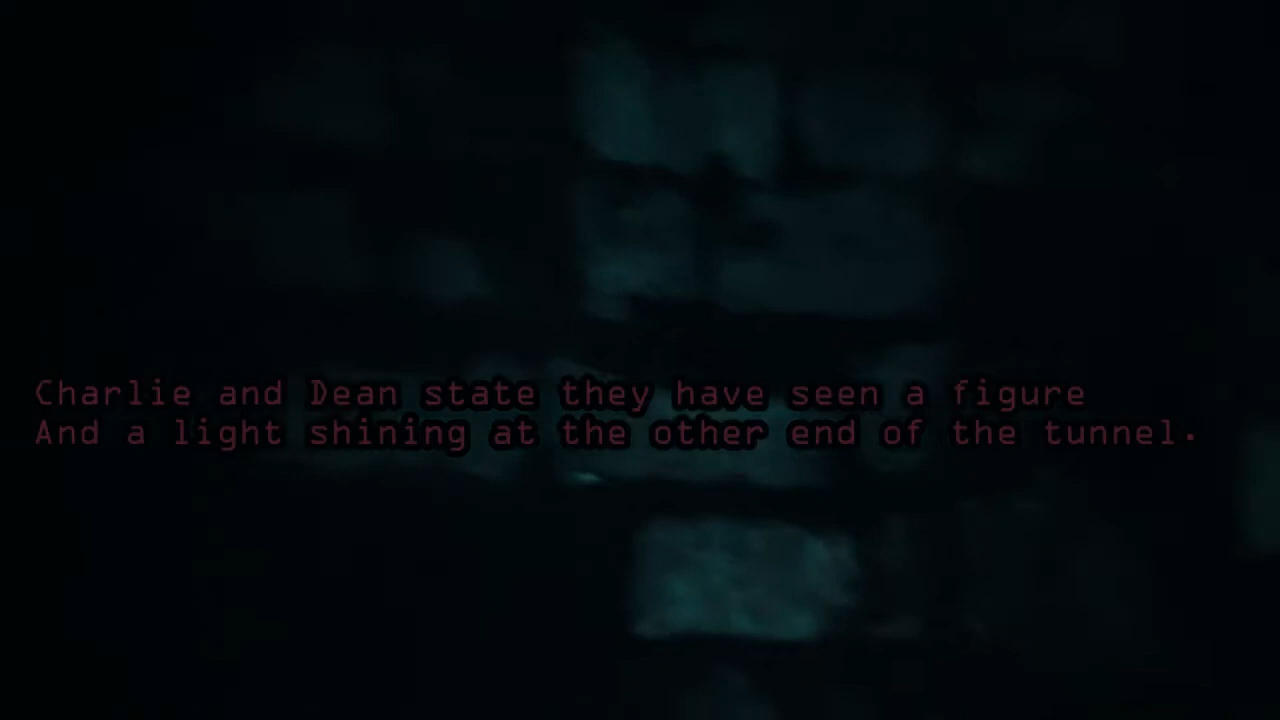 Charlie and Dean state they have seen a figure
And a light shining at the other end of the tunnel.